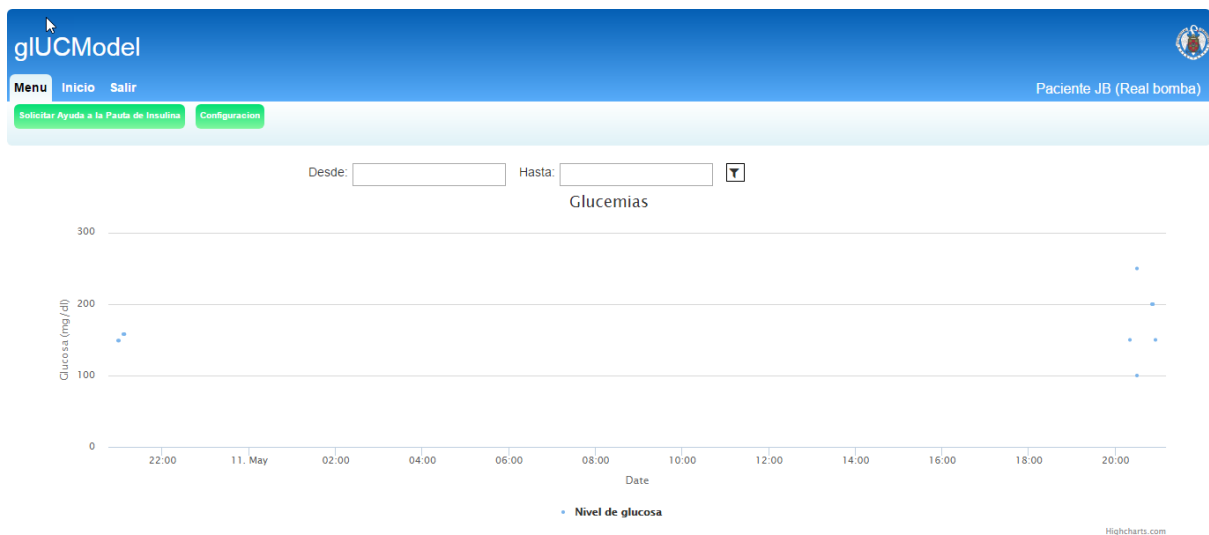 glUCModel
Menu Inicio Salir
Paciente JB (Real bomba)
Solicitar Ayuda a la Pauta de Insulina
Configuracion
Desde:
Hasta:
Glucemias
Glucosa (mg/dl)
300
200
100
0
22:00 11. May 02:00 04:00 06:00 08:00 10:00 12:00 14:00 16:00 18:00 20:00
Date
Nivel de glucosa
Highcharts.com